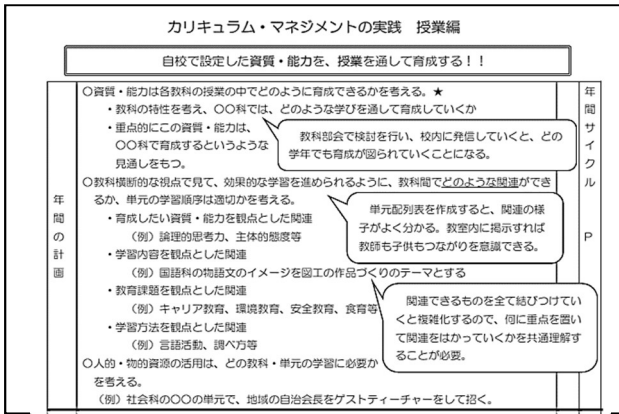 カリキュラム・マネジメントの実践　授業編
自校で設定した資質・能力を、授業を通して育成する！！
年間の計画
〇資質・能力は各教科の授業の中でどのように育成できるかを考える。★
・教科の特性を考え、〇〇科では、どのような学びを通して育成していくか
・重点的にこの資質・能力は、
〇〇科で育成するというような
見通しをもつ。
教科部会で検討を行い、校内に発信していくと、どの
学年でも育成が図られていくことになる。
〇教科横断的な視点で見て、効果的な学習を進められるように、教科間でどのような関連ができ
るか、単元の学習順序は適切かを考える。
・育成したい資質・能力を観点とした関連
（例）論理的思考力、主体的態度等
単元配列表を作成すると、関連の様
子がよく分かる。教室内に掲示すれば
教師も子供もつながりを意識できる。
・学習内容を観点とした関連
（例）国語科の物語文のイメージを図工の作品づくりのテーマとする
・教育課題を観点とした関連
（例）キャリア教育、環境教育、安全教育、食育等
・学習方法を観点とした関連
（例）言語活動、調べ方等
関連できるものを全て結びつけてい
くと複雑化するので、何に重点を置い
て関連をはかっていくかを共通理解す
ることが必要。
〇人的・物的資源の活用は、どの教科・単元の学習に必要か
を考える。
（例）社会科の〇〇の単元で、地域の自治会長をゲストティーチャーをして招く。
年間サイクル　P